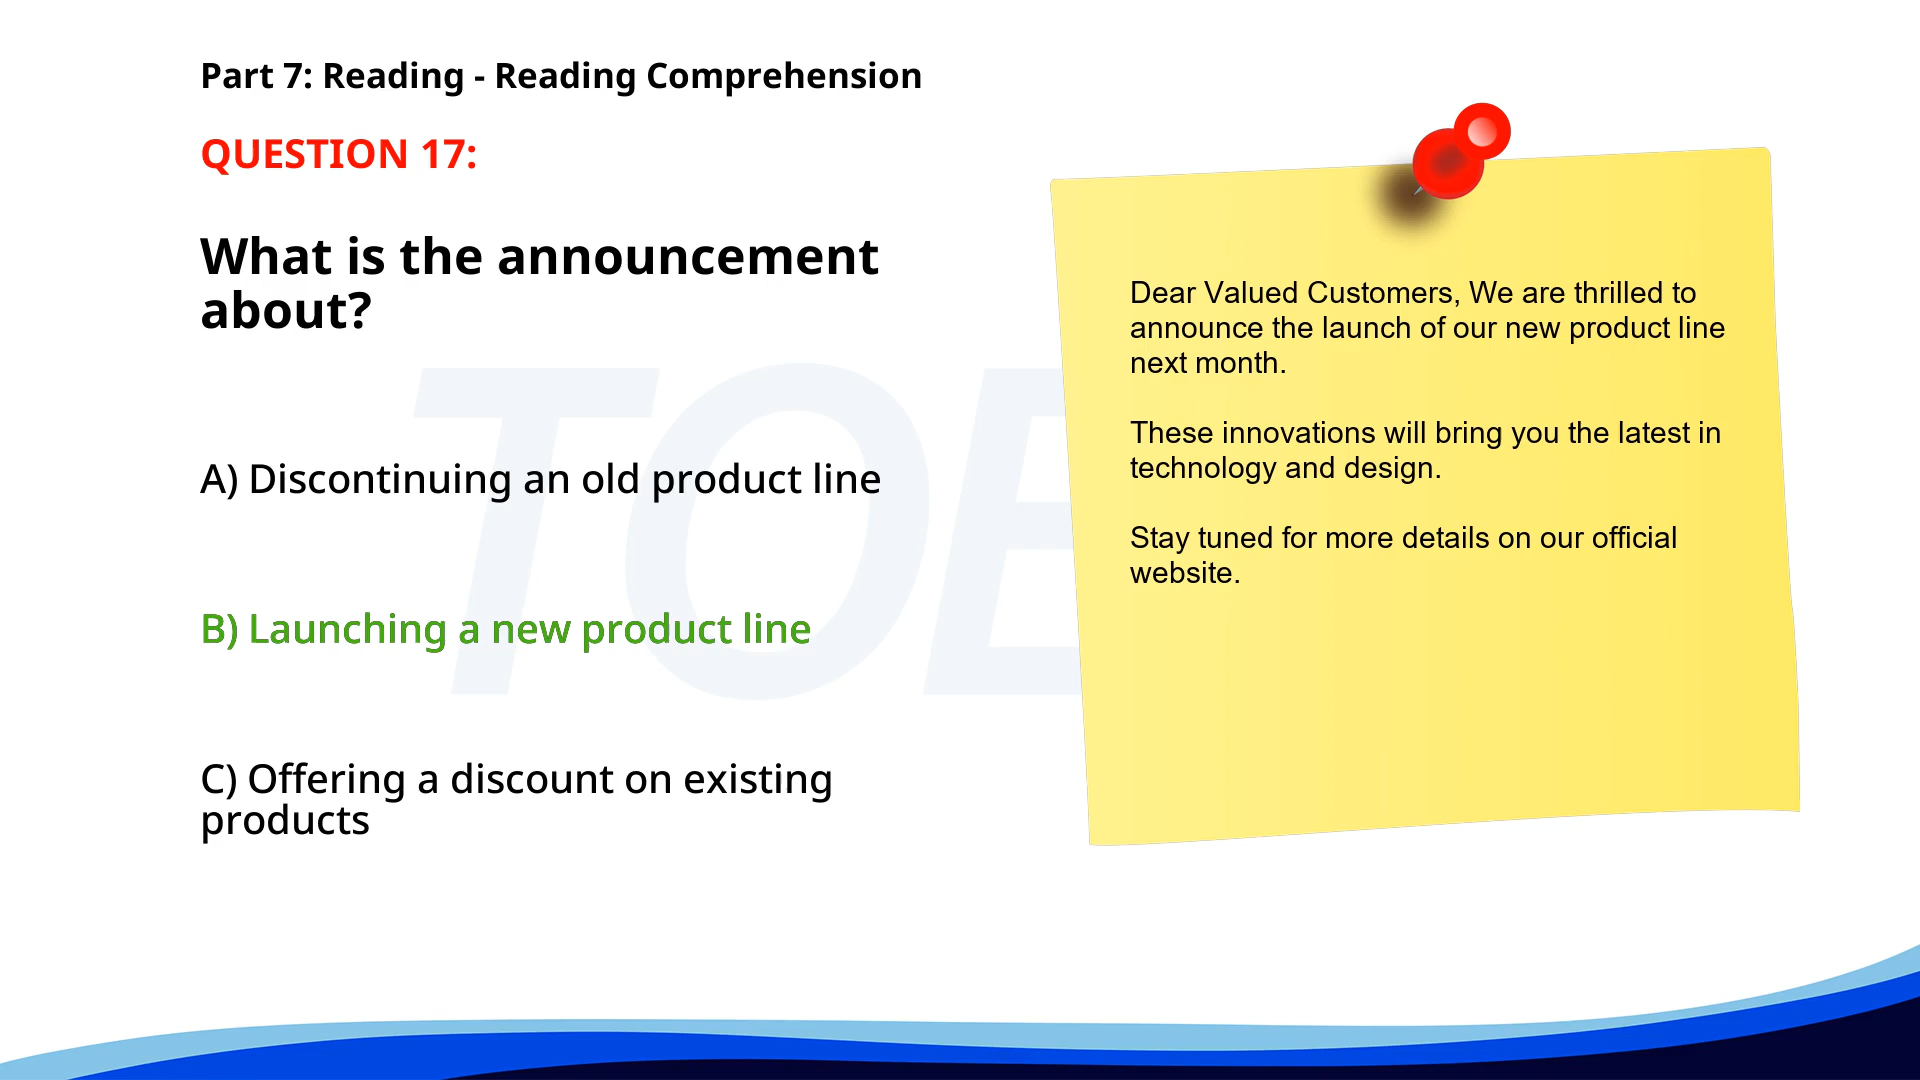 Part 7: Reading - Reading Comprehension
QUESTION 17:
What is the announcement
about?
A) Discontinuing an old product line
B) Launching a new product line
C) Offering a discount on existing
products
Dear Valued Customers, We are thrilled to
announce the launch of our new product line
next month.
These innovations will bring you the latest in
technology and design.
Stay tuned for more details on our official
website.